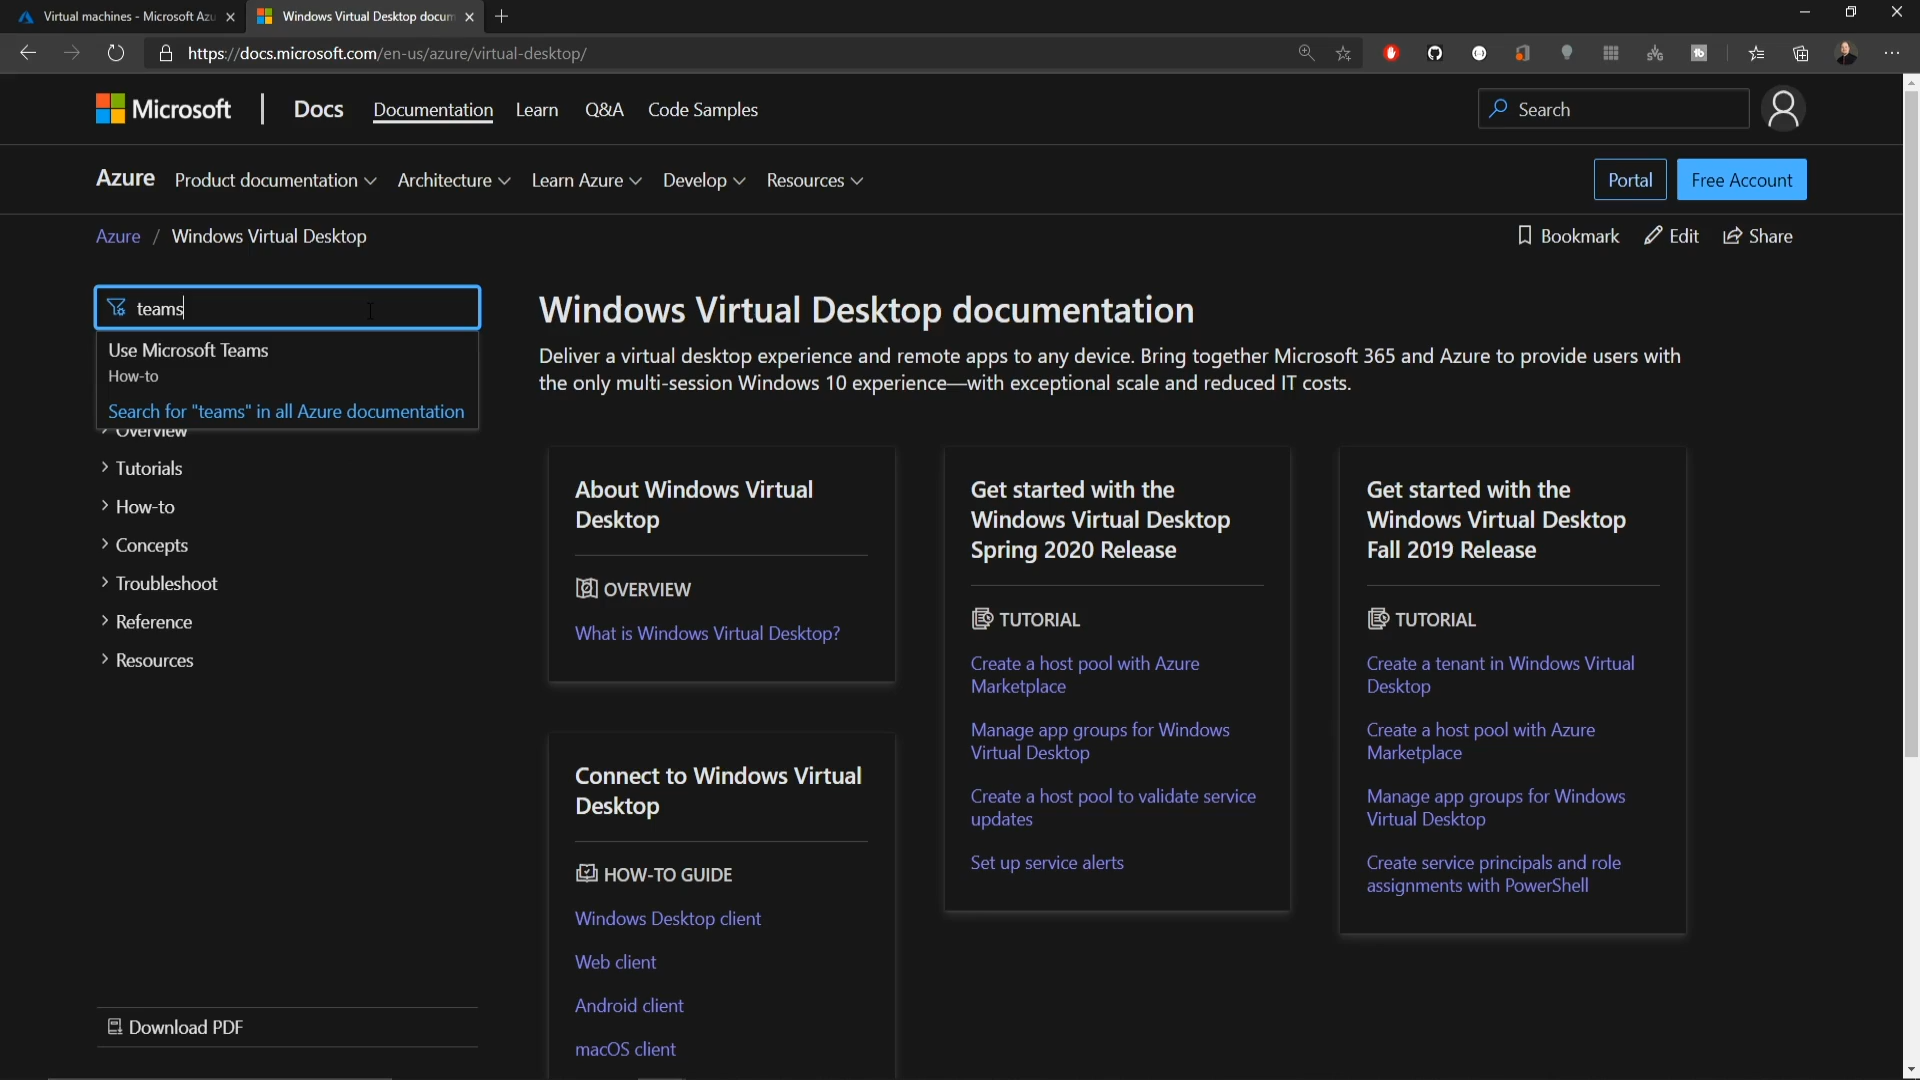 Virtual machines - Microsoft Azu
Windows Virtual Desktop docum
https://docs.microsoft.com/en-us/azure/virtual-desktop/
Microsoft
Docs
Documentation
Learn
Q&A
Code Samples
Search
Azure
Product documentation
Architecture
Learn Azure
Develop
Resources
Portal
Free Account
Azure / Windows Virtual Desktop
Bookmark
Edit
Share
teams
Use Microsoft Teams
How-to
Search for "teams" in all Azure documentation
Overview
Tutorials
How-to
Concepts
Troubleshoot
Reference
Resources
Download PDF
Windows Virtual Desktop documentation
Deliver a virtual desktop experience and remote apps to any device. Bring together Microsoft 365 and Azure to provide users with
the only multi-session Windows 10 experience—with exceptional scale and reduced IT costs.
About Windows Virtual
Desktop
OVERVIEW
What is Windows Virtual Desktop?
Connect to Windows Virtual
Desktop
HOW-TO GUIDE
Windows Desktop client
Web client
Android client
macOS client
Get started with the
Windows Virtual Desktop
Spring 2020 Release
TUTORIAL
Create a host pool with Azure
Marketplace
Manage app groups for Windows
Virtual Desktop
Create a host pool to validate service
updates
Set up service alerts
Get started with the
Windows Virtual Desktop
Fall 2019 Release
TUTORIAL
Create a tenant in Windows Virtual
Desktop
Create a host pool with Azure
Marketplace
Manage app groups for Windows
Virtual Desktop
Create service principals and role
assignments with PowerShell